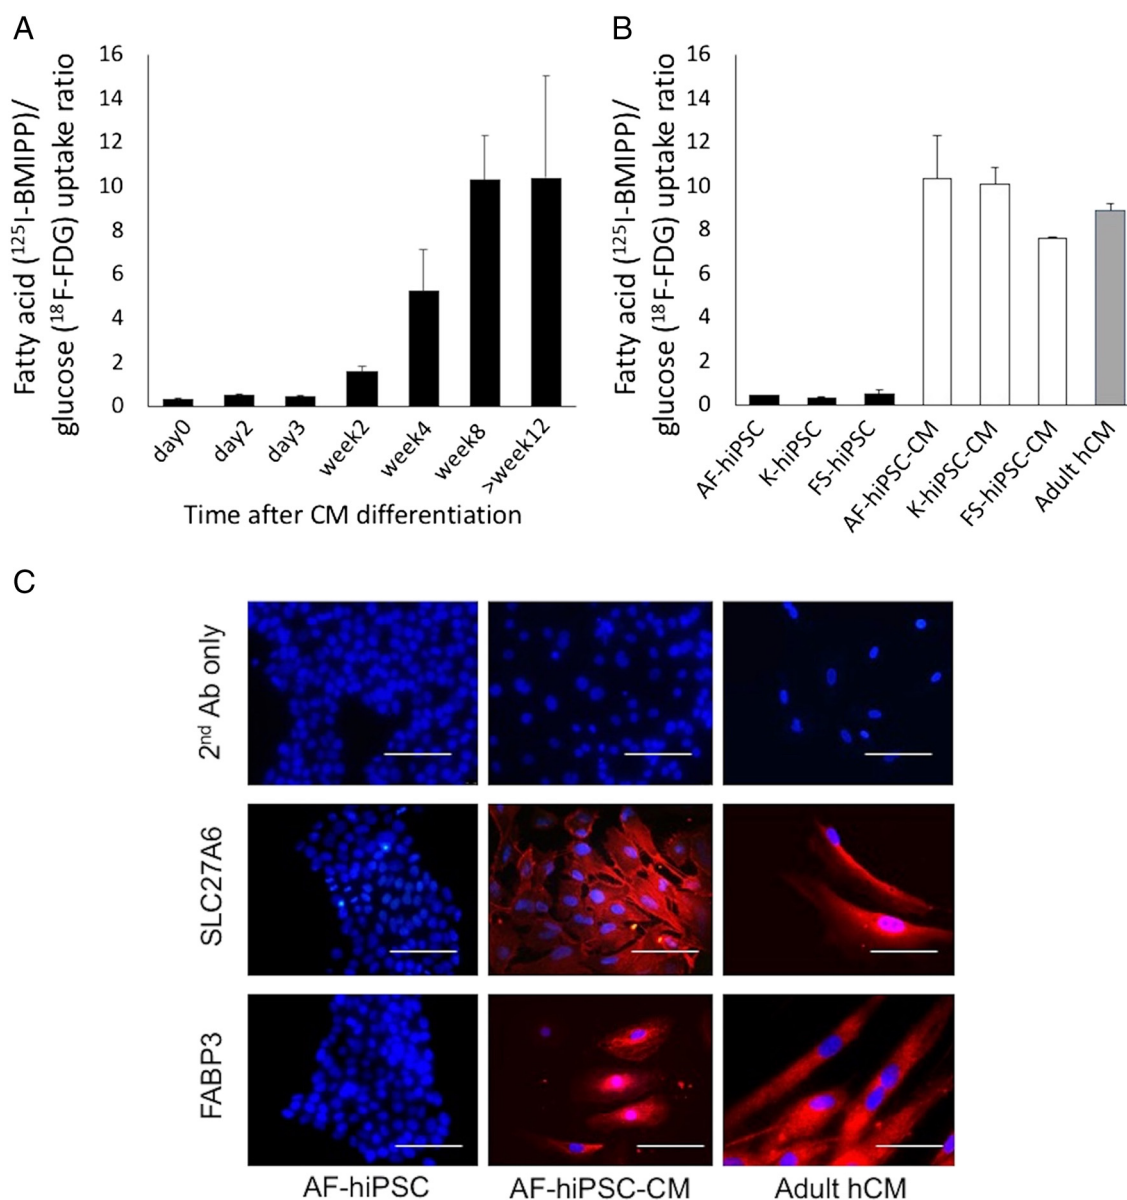 A
Fatty acid (¹²⁵I-BMIPP)/
glucose (¹⁸F-FDG) uptake ratio
16
14
12
10
8
6
4
2
0
day0
day2
day3
week2
week4
week8
>week12
Time after CM differentiation
B
Fatty acid (¹²⁵I-BMIPP)/
glucose (¹⁸F-FDG) uptake ratio
16
14
12
10
8
6
4
2
0
AF-hiPSC
K-hiPSC
FS-hiPSC
AF-hiPSC-CM
K-hiPSC-CM
FS-hiPSC-CM
Adult hCM
C
2ⁿᵈ Ab only
SLC27A6
FABP3
AF-hiPSC
AF-hiPSC-CM
Adult hCM